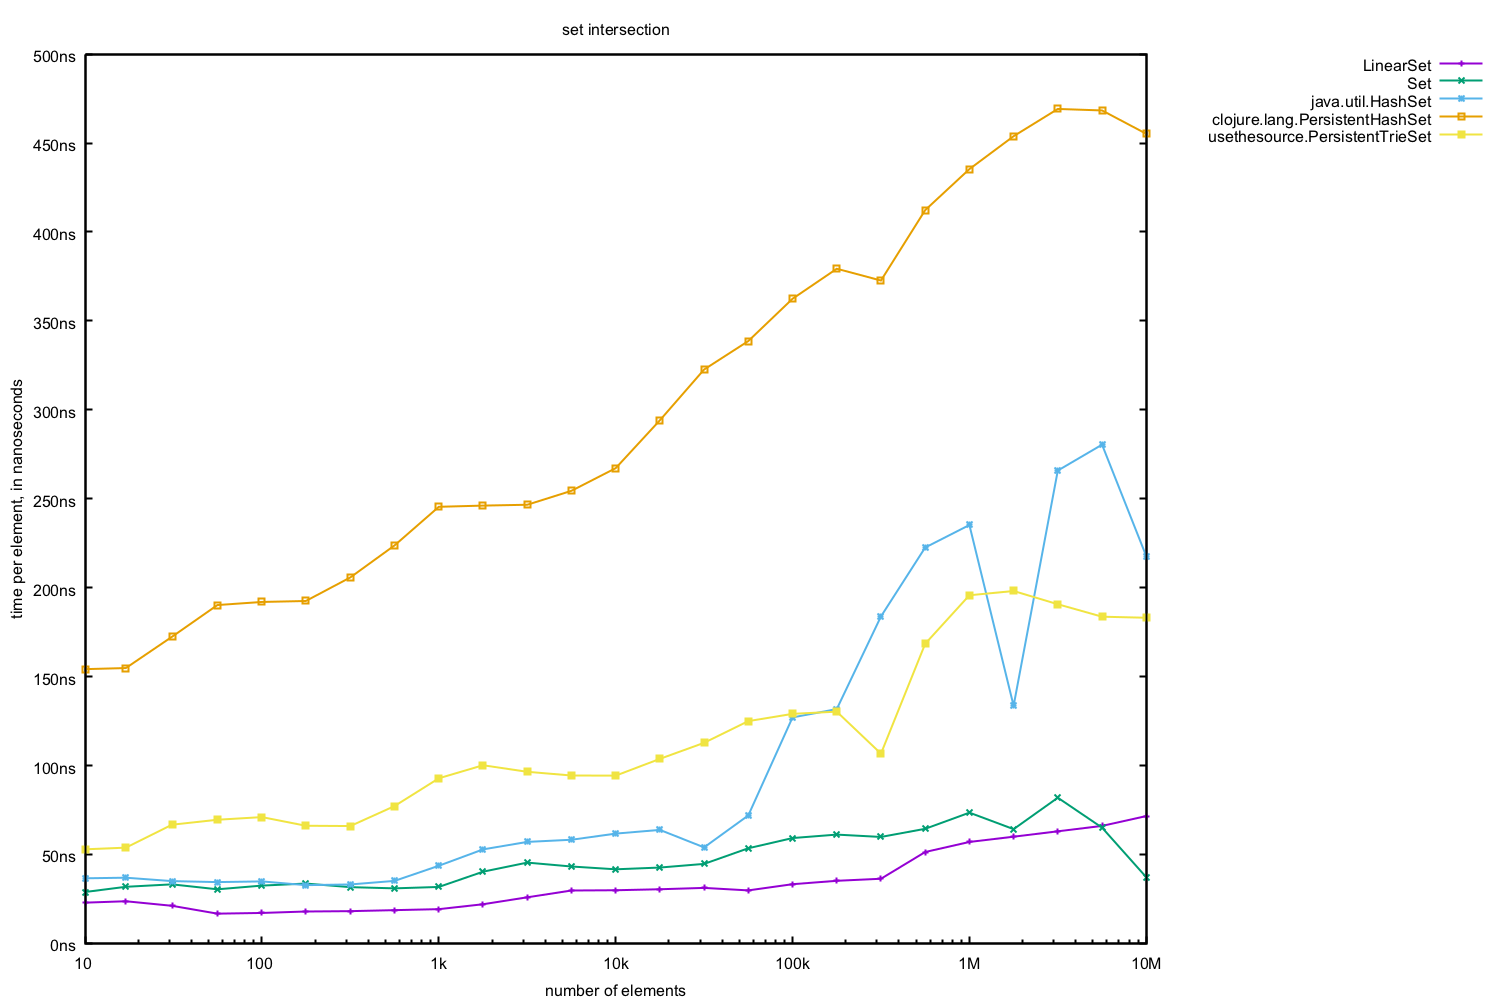 set intersection
500ns
450ns
400ns
350ns
300ns
250ns
200ns
150ns
100ns
50ns
0ns
time per element, in nanoseconds
10
100
1k
10k
100k
1M
10M
number of elements
LinearSet
Set
java.util.HashSet
clojure.lang.PersistentHashSet
usethesource.PersistentTrieSet